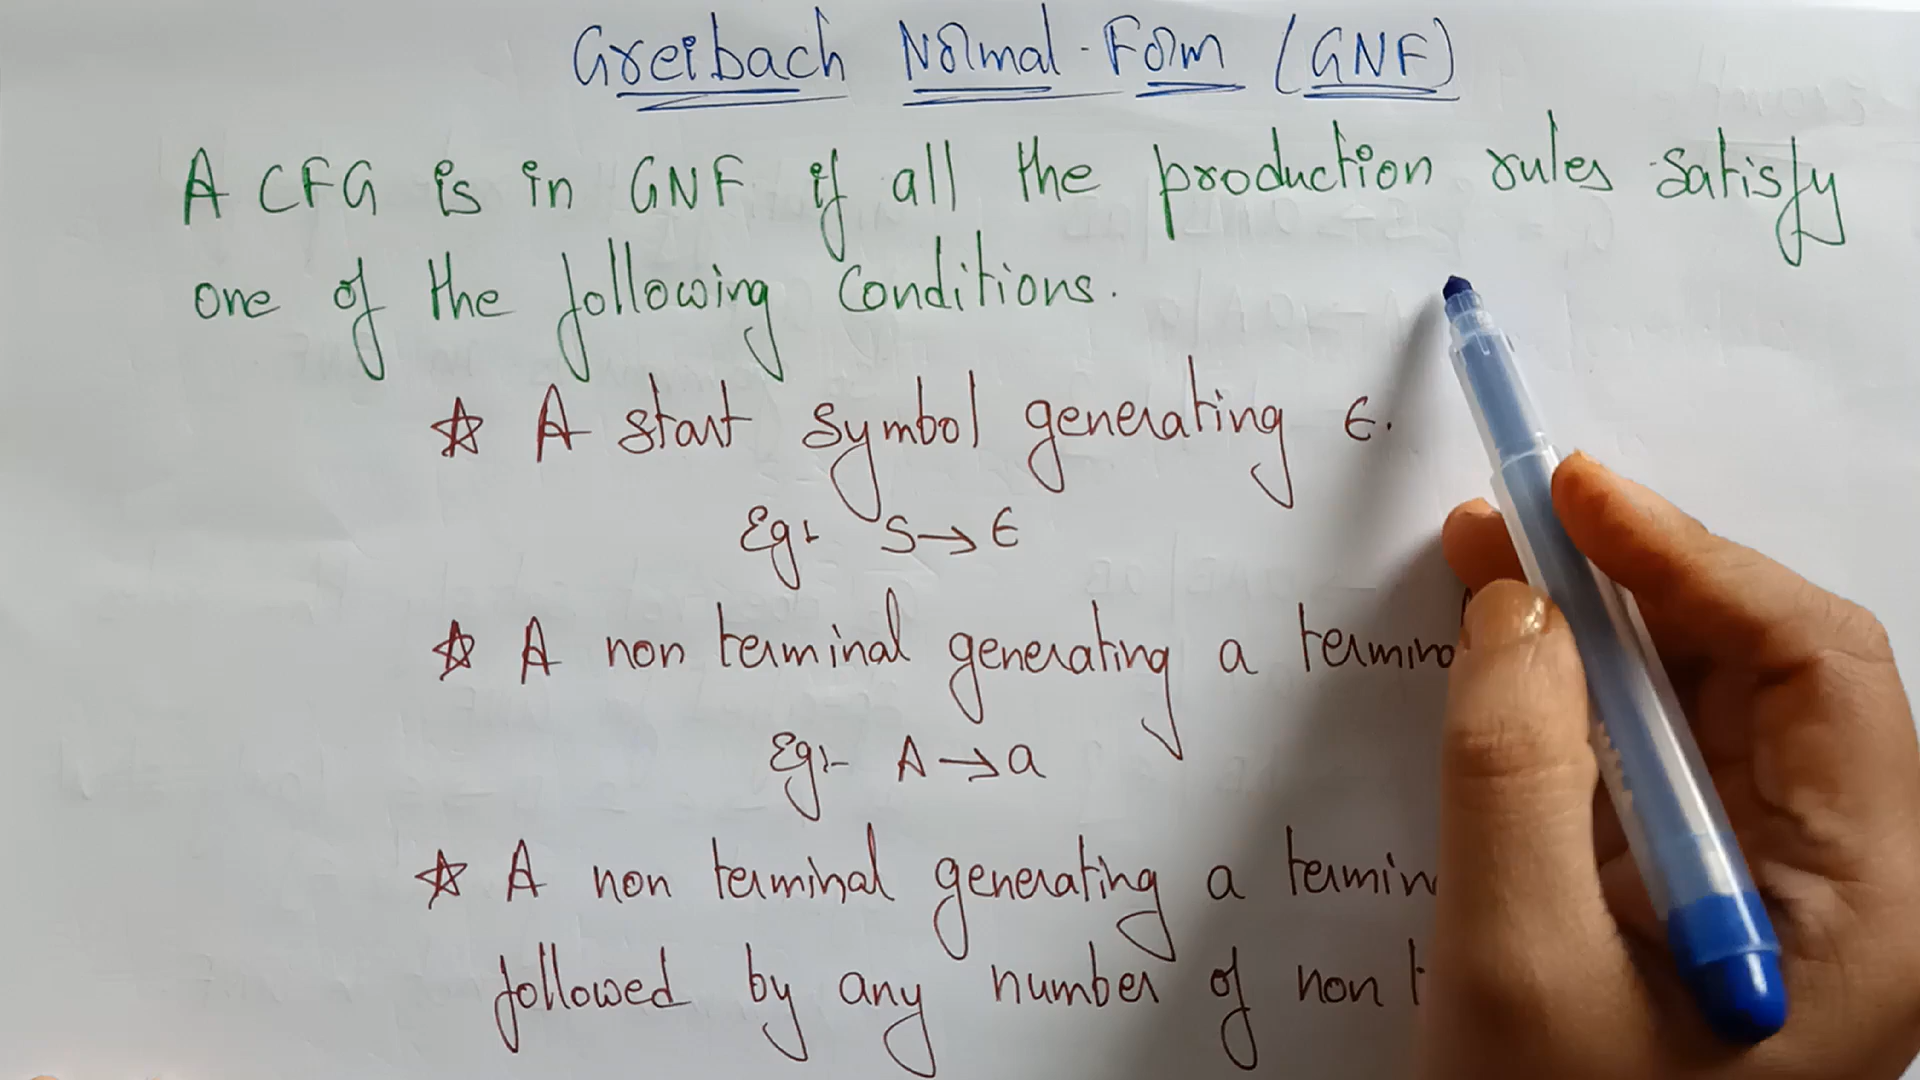 Greibach Normal Form (GNF)
A CFG is in GNF if all the production rules satisfy
one of the following conditions.
☆ A start symbol generating ϵ.
Eg:- S→ϵ
☆ A non terminal generating a
Eg:- A→a
☆ A non terminal generating a
followed by any number of non